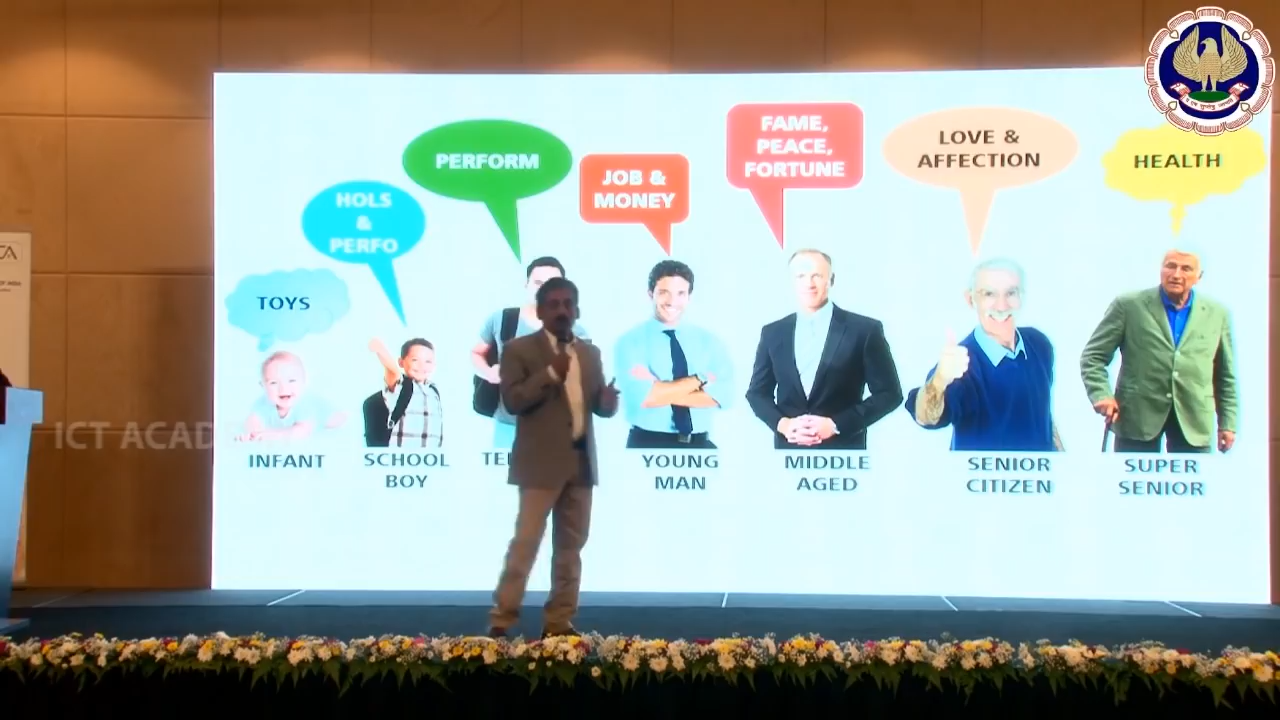 FAME,
PEACE,
FORTUNE
LOVE &
AFFECTION
PERFORM
HEALTH
JOB &
MONEY
HOLS
&
PERFO
TOYS
ICT ACAD
INFANT
SCHOOL
BOY
YOUNG
MAN
MIDDLE
AGED
SENIOR
CITIZEN
SUPER
SENIOR